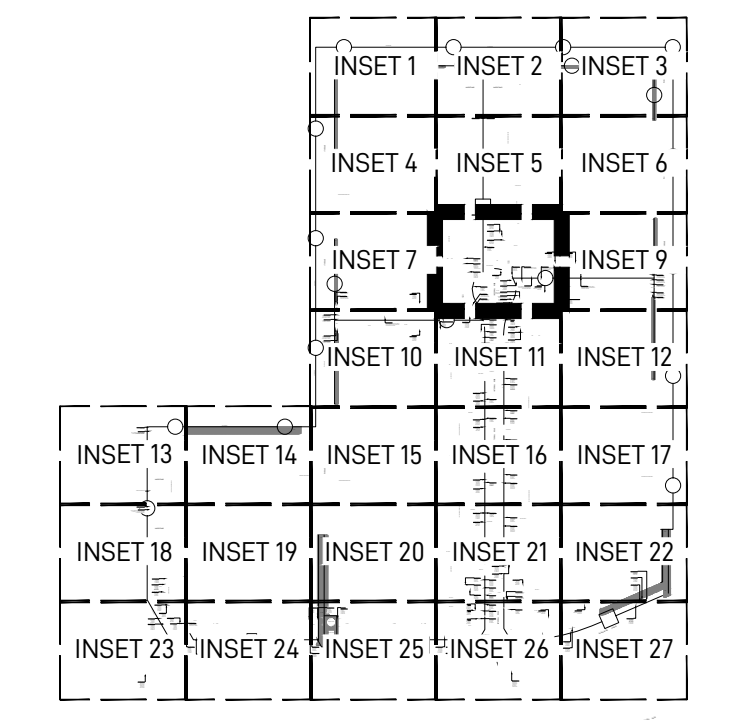 INSET 1
INSET 2
INSET 3
INSET 4
INSET 5
INSET 6
INSET 7
INSET 9
INSET 10
INSET 11
INSET 12
INSET 13
INSET 14
INSET 15
INSET 16
INSET 17
INSET 18
INSET 19
INSET 20
INSET 21
INSET 22
INSET 23
INSET 24
INSET 25
INSET 26
INSET 27